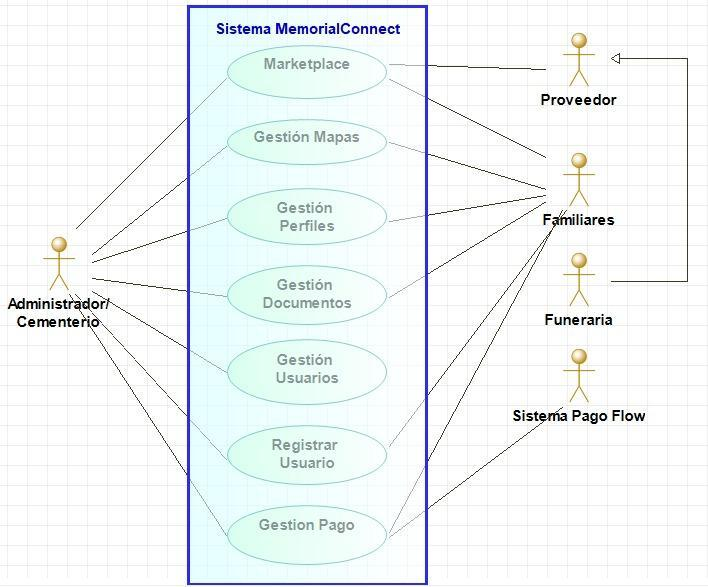 Sistema MemorialConnect
Marketplace
Gestión Mapas
Gestión
Perfiles
Gestión
Documentos
Gestión
Usuarios
Registrar
Usuario
Gestion Pago
Administrador/
Cementerio
Proveedor
Familiares
Funeraria
Sistema Pago Flow